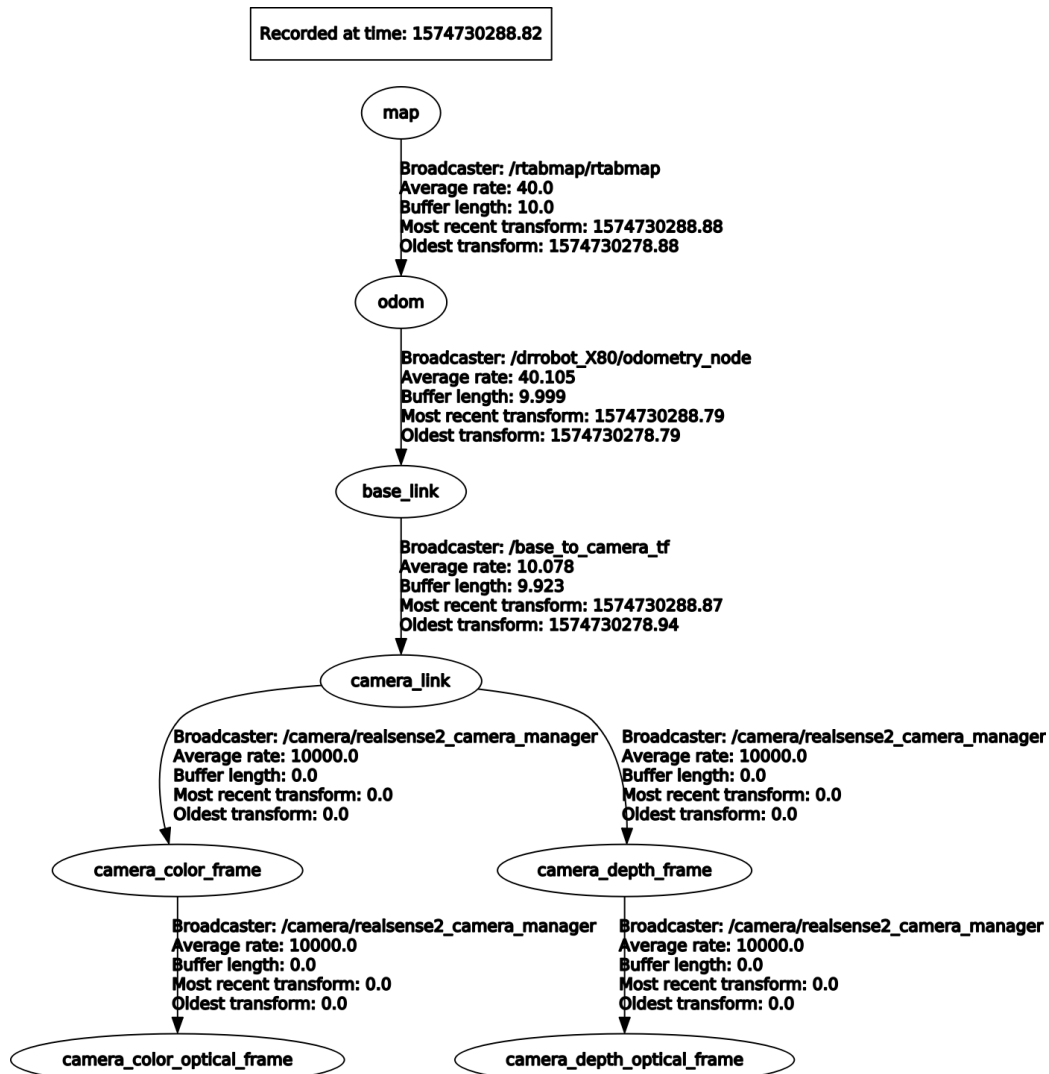 Recorded at time: 1574730288.82
map
Broadcaster: /rtabmap/rtabmap
Average rate: 40.0
Buffer length: 10.0
Most recent transform: 1574730288.88
Oldest transform: 1574730278.88
odom
Broadcaster: /drrobot_X80/odometry_node
Average rate: 40.105
Buffer length: 9.999
Most recent transform: 1574730288.79
Oldest transform: 1574730278.79
base_link
Broadcaster: /base_to_camera_tf
Average rate: 10.078
Buffer length: 9.923
Most recent transform: 1574730288.87
Oldest transform: 1574730278.94
camera_link
Broadcaster: /camera/realsense2_camera_manager
Average rate: 10000.0
Buffer length: 0.0
Most recent transform: 0.0
Oldest transform: 0.0
Broadcaster: /camera/realsense2_camera_manager
Average rate: 10000.0
Buffer length: 0.0
Most recent transform: 0.0
Oldest transform: 0.0
camera_color_frame
camera_depth_frame
Broadcaster: /camera/realsense2_camera_manager
Average rate: 10000.0
Buffer length: 0.0
Most recent transform: 0.0
Oldest transform: 0.0
Broadcaster: /camera/realsense2_camera_manager
Average rate: 10000.0
Buffer length: 0.0
Most recent transform: 0.0
Oldest transform: 0.0
camera_color_optical_frame
camera_depth_optical_frame